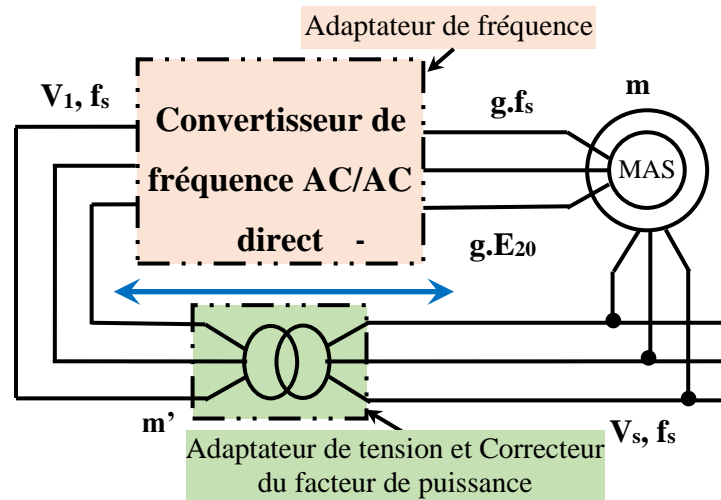 Adaptateur de fréquence
V₁, fₛ
m
Convertisseur de
fréquence AC/AC
direct -
g.fₛ
MAS
g.E₂₀
m’
Vₛ, fₛ
Adaptateur de tension et Correcteur
du facteur de puissance